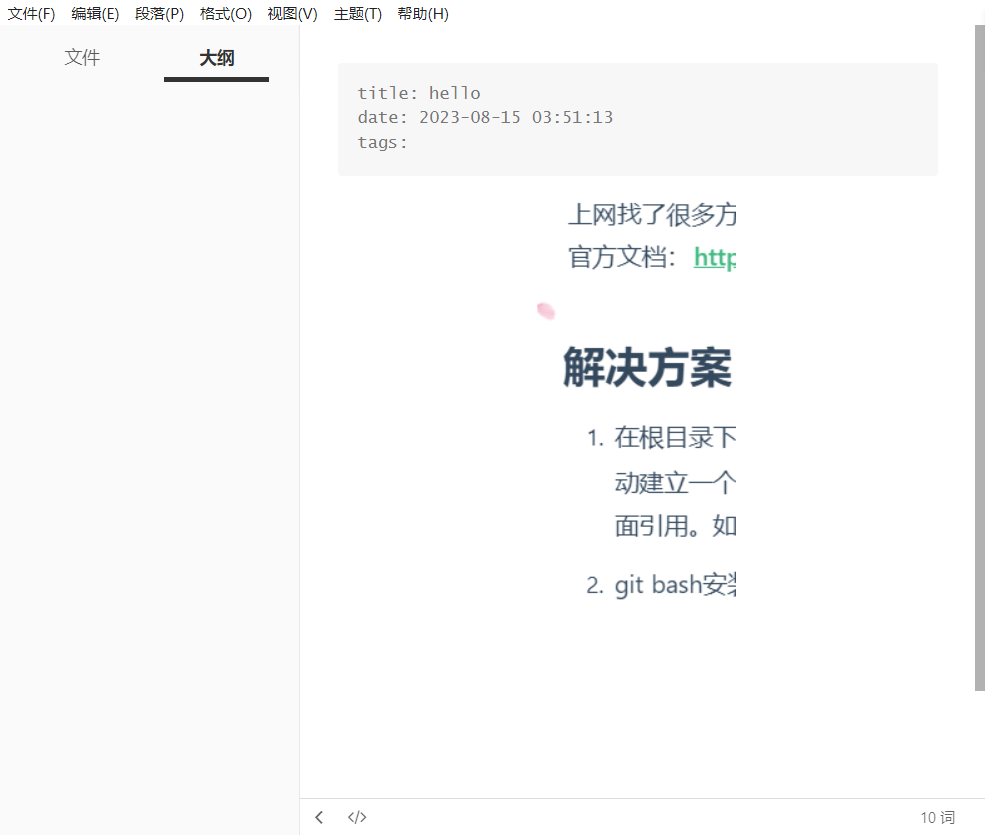 文件(F) 编辑(E) 段落(P) 格式(O) 视图(V) 主题(T) 帮助(H)
文件 大纲
title: hello
date: 2023-08-15 03:51:13
tags:
上网找了很多方
官方文档： http
解决方案
1. 在根目录下
动建立一个
面引用。如
2. git bash安
</> 10 词